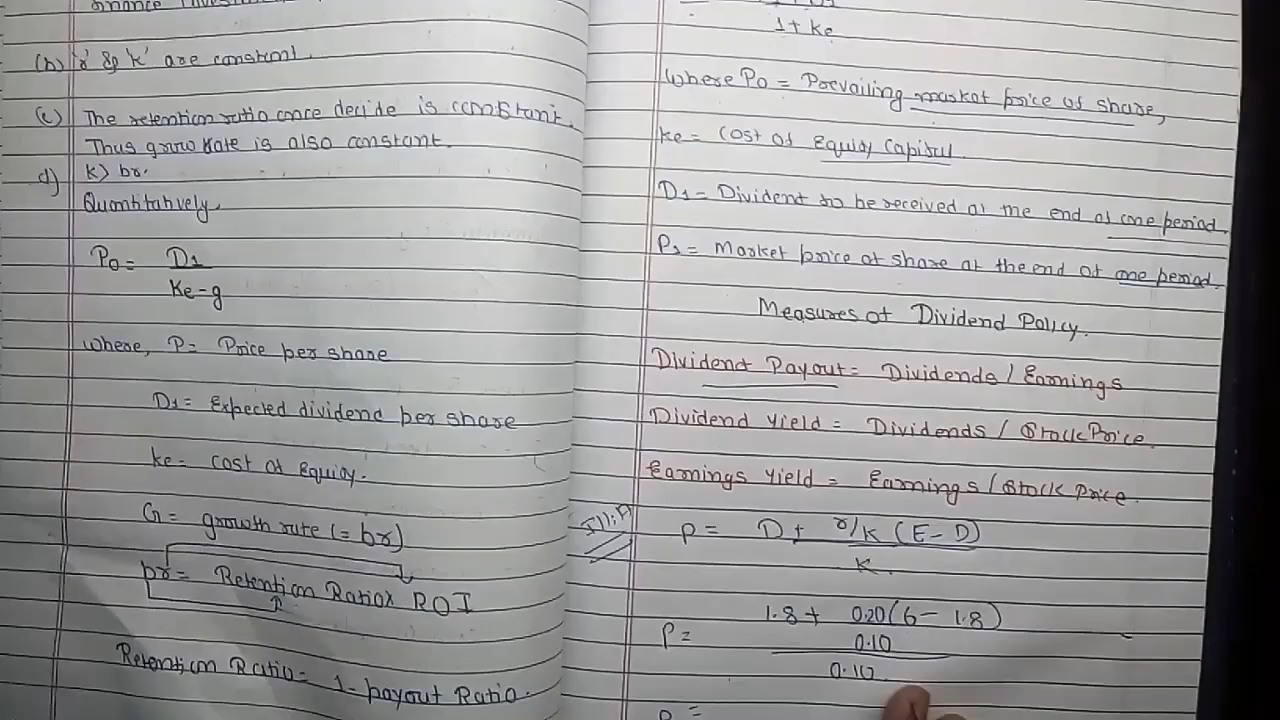 (b) 'r' & 'k' are constant.
(c) The retention ratio once decide is constant.
Thus grow rate is also constant.
d) k > br.
Quantitatively.
P0 = D1
Ke-g
where, P = Price per share
D1 = Expected dividend per share
ke = cost of Equity.
G = growth rate (= br)
br = Retention Ratio x ROI
Retention Ratio = 1 - payout Ratio.
1 + ke
where P0 = Prevailing market price of share,
ke = Cost of Equity Capital.
D1 = Divident to be received at the end of one period.
P1 = Market price of share at the end of one period.
Measures of Dividend Policy.
Dividend Payout = Dividends / Earnings
Dividend Yield = Dividends / Stock Price.
Earnings Yield = Earnings / Stock Price.
P = D + r/K (E - D)
K.
P = 1.8 + 0.20 (6 - 1.8)
0.10
0.10
P =